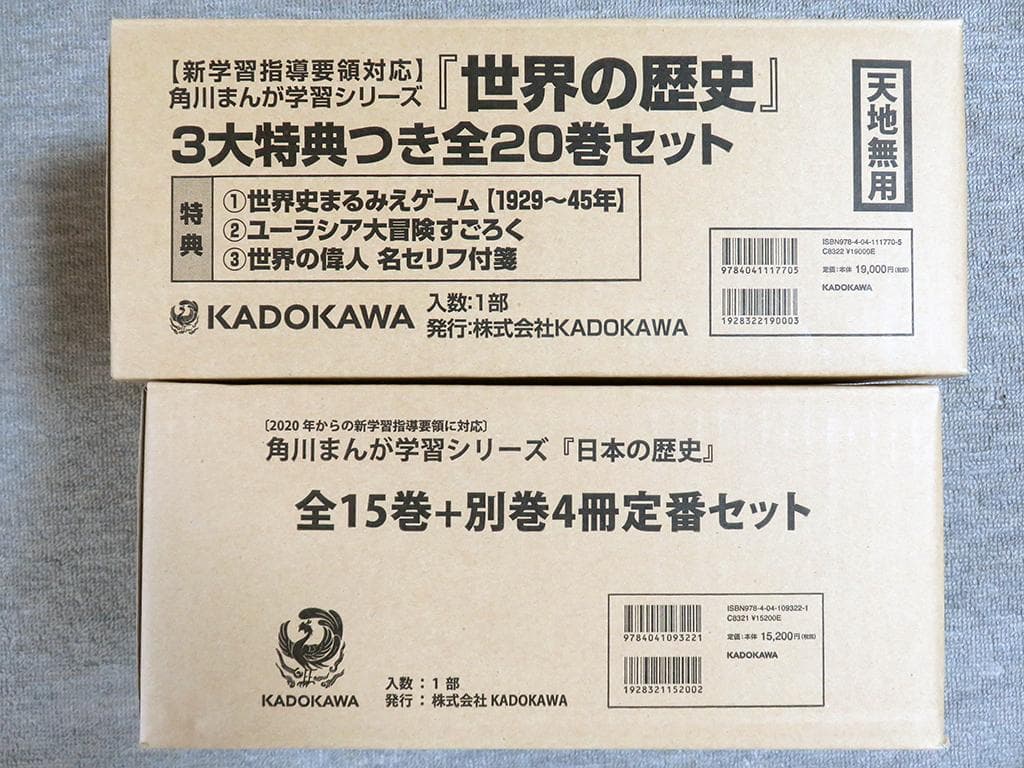 【新学習指導要領対応】
角川まんが学習シリーズ『世界の歴史』
3大特典つき全20巻セット
天地無用
特典
①世界史まるみえゲーム【1929〜45年】
②ユーラシア大冒険すごろく
③世界の偉人 名セリフ付箋
KADOKAWA
入数:1部
発行:株式会社KADOKAWA
9784041117705
1928322190003
ISBN978-4-04-111770-5
C8322 ¥19000E
定価:本体 19,000円(税別)
KADOKAWA
〔2020年からの新学習指導要領に対応〕
角川まんが学習シリーズ『日本の歴史』
全15巻+別巻4冊定番セット
KADOKAWA
入数:1部
発行:株式会社 KADOKAWA
9784041093221
1928321152002
ISBN978-4-04-109322-1
C8321 ¥15200E
定価:本体 15,200円(税別)
KADOKAWA